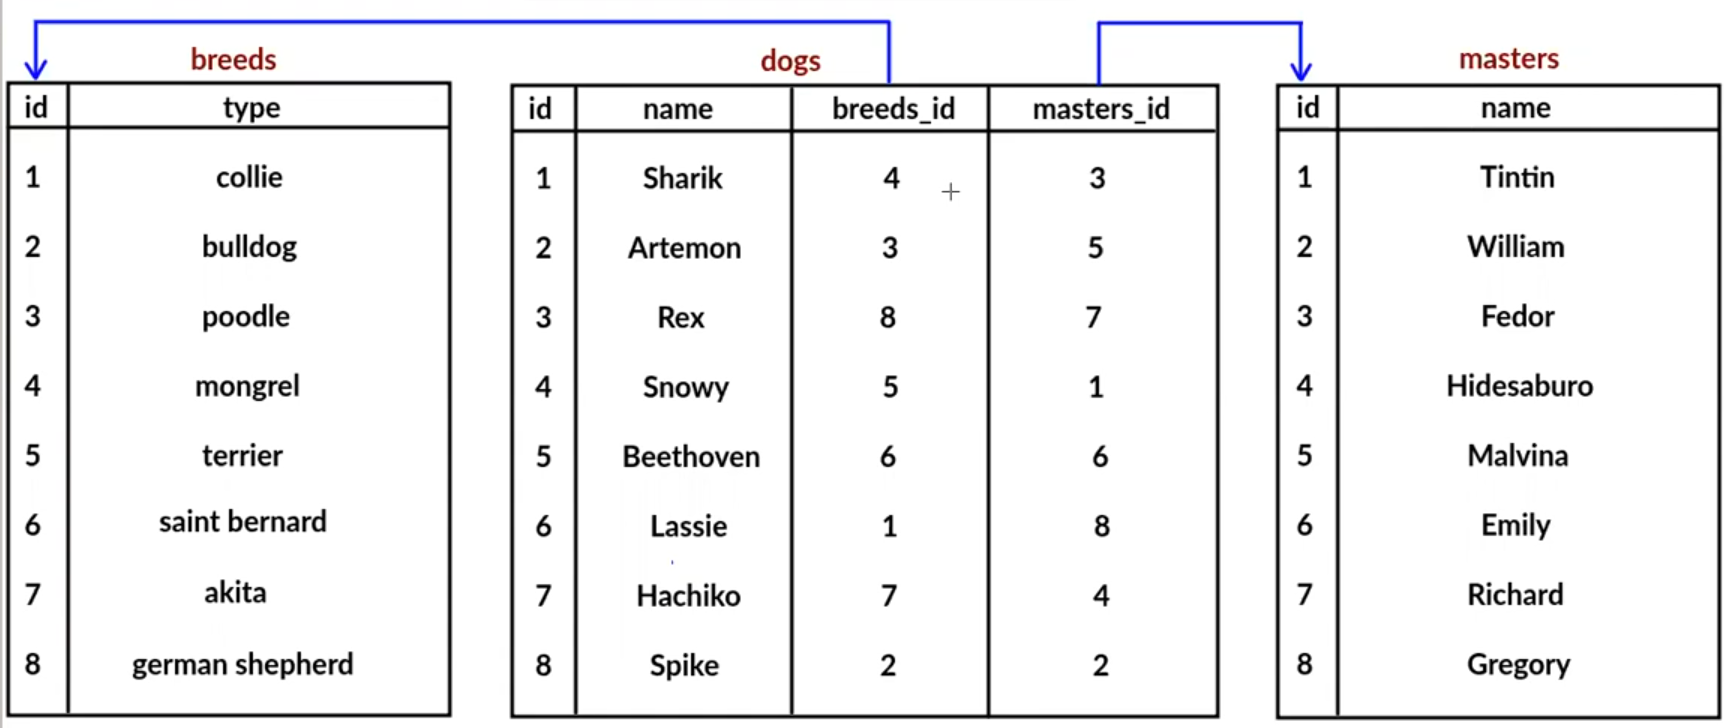 breeds dogs masters
id type id name breeds_id masters_id id name
1 collie 1 Sharik 4 3 1 Tintin
2 bulldog 2 Artemon 3 5 2 William
3 poodle 3 Rex 8 7 3 Fedor
4 mongrel 4 Snowy 5 1 4 Hidesaburo
5 terrier 5 Beethoven 6 6 5 Malvina
6 saint bernard 6 Lassie 1 8 6 Emily
7 akita 7 Hachiko 7 4 7 Richard
8 german shepherd 8 Spike 2 2 8 Gregory